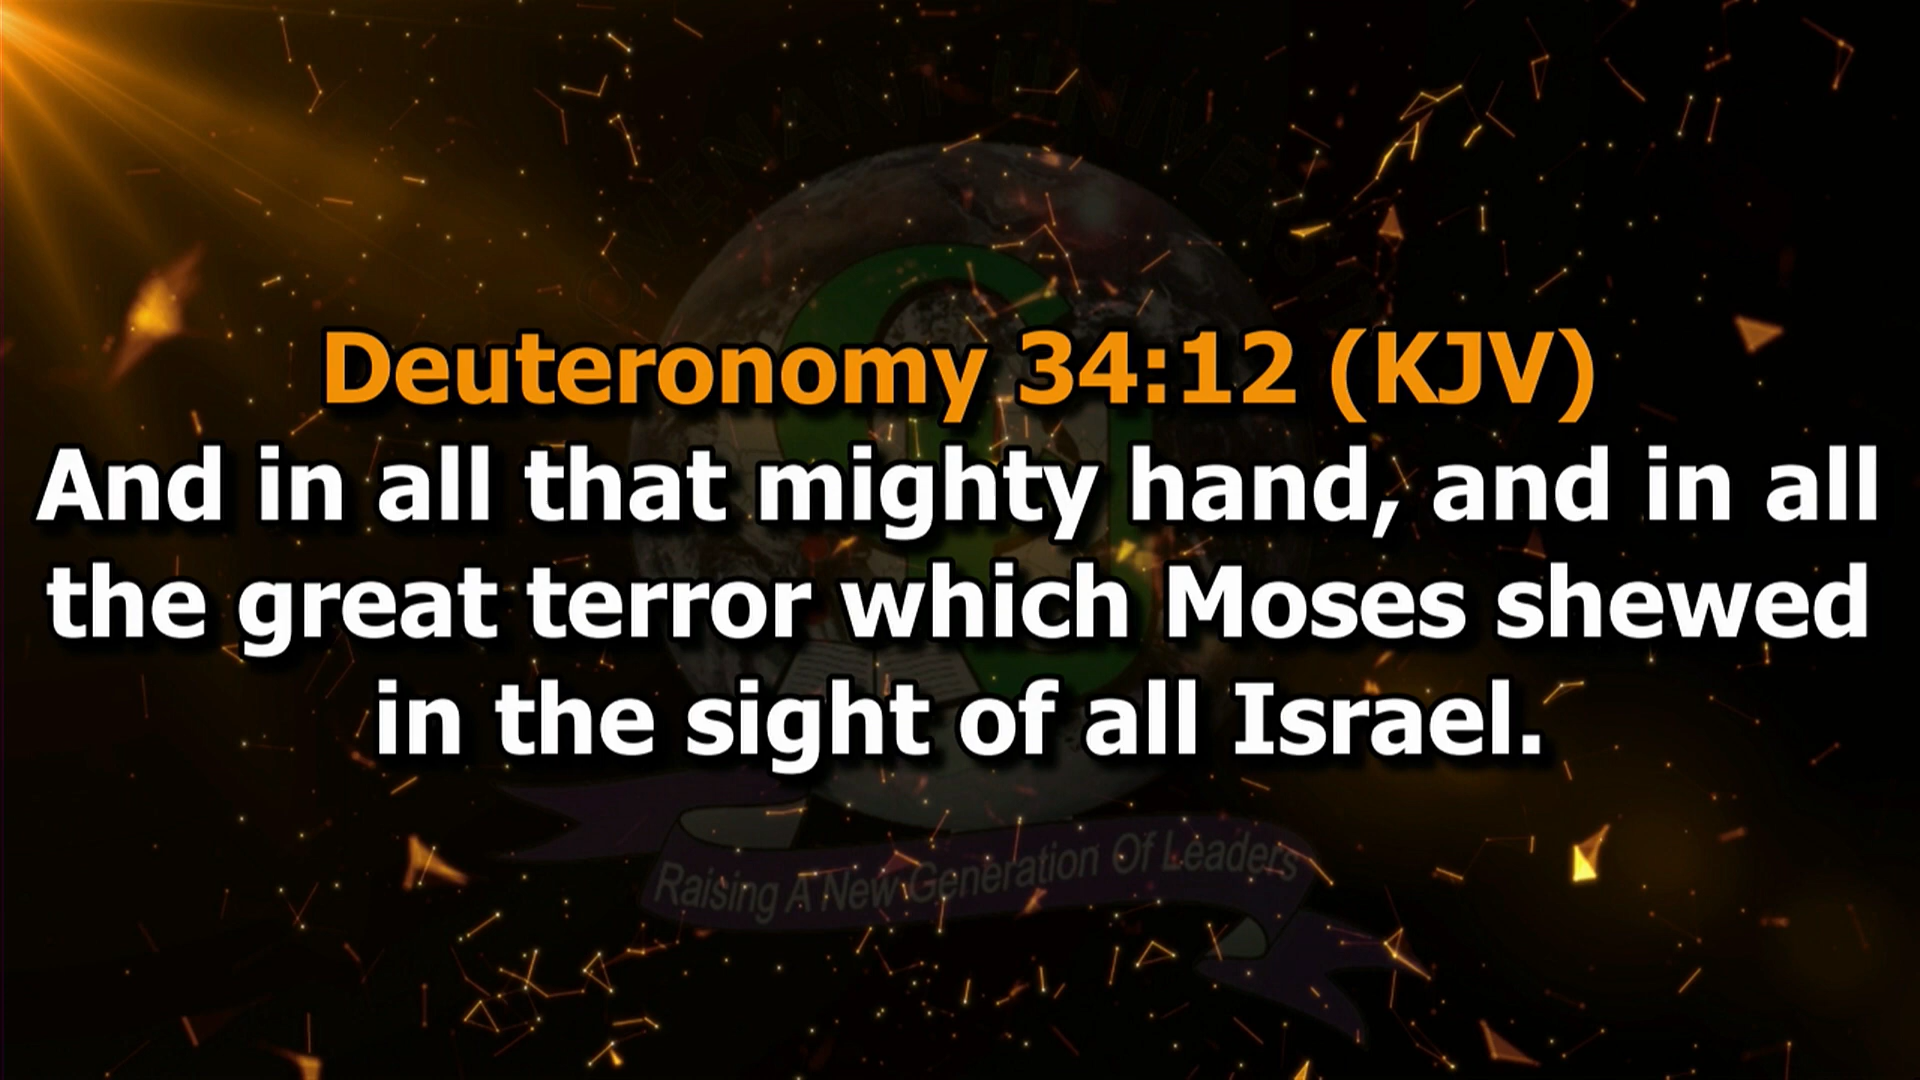 Deuteronomy 34:12 (KJV)
And in all that mighty hand, and in all
the great terror which Moses shewed
in the sight of all Israel.
Raising A New Generation Of Leaders